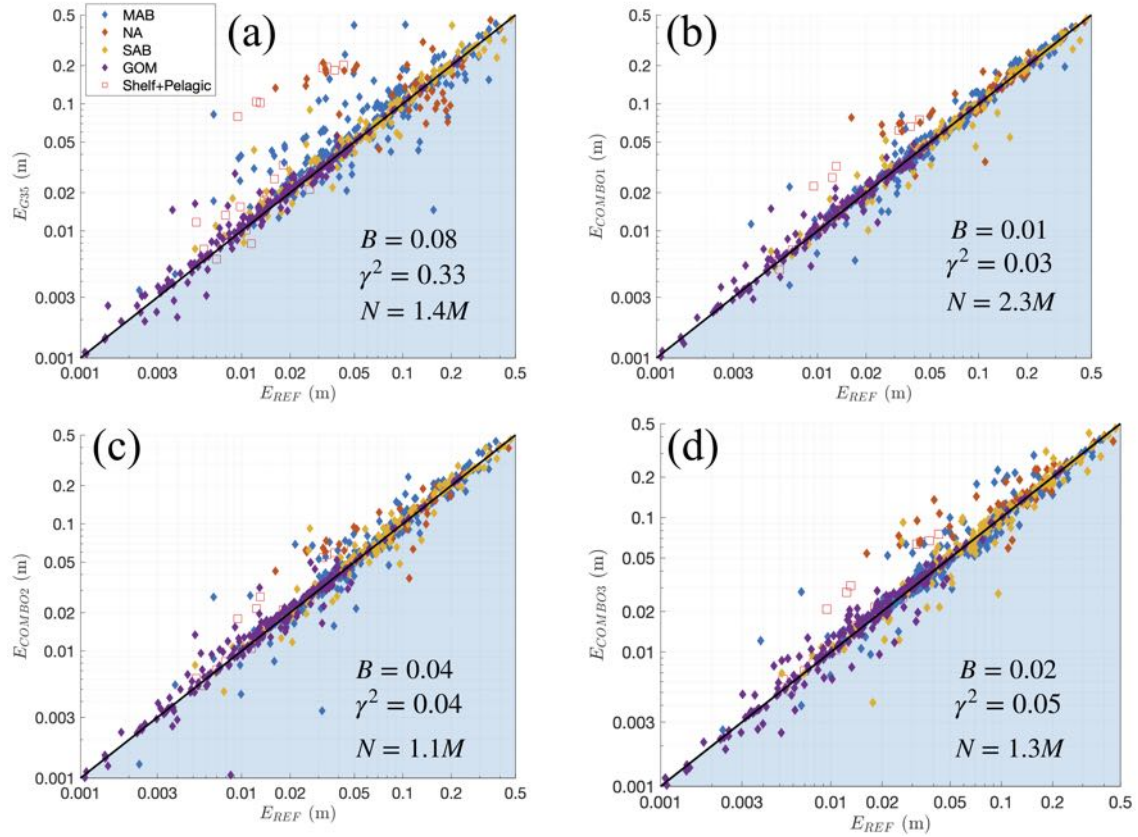 (a)
MAB
NA
SAB
GOM
Shelf+Pelagic
0.5
0.2
0.1
0.05
0.02
0.01
0.003
0.001
E_G35 (m)
B = 0.08
γ² = 0.33
N = 1.4M
0.001 0.003 0.01 0.02 0.05 0.1 0.2 0.5
E_REF (m)
(b)
0.5
0.2
0.1
0.05
0.02
0.01
0.003
0.001
E_COMBO1 (m)
B = 0.01
γ² = 0.03
N = 2.3M
0.001 0.003 0.01 0.02 0.05 0.1 0.2 0.5
E_REF (m)
(c)
0.5
0.2
0.1
0.05
0.02
0.01
0.003
0.001
E_COMBO2 (m)
B = 0.04
γ² = 0.04
N = 1.1M
0.001 0.003 0.01 0.02 0.05 0.1 0.2 0.5
E_REF (m)
(d)
0.5
0.2
0.1
0.05
0.02
0.01
0.003
0.001
E_COMBO3 (m)
B = 0.02
γ² = 0.05
N = 1.3M
0.001 0.003 0.01 0.02 0.05 0.1 0.2 0.5
E_REF (m)